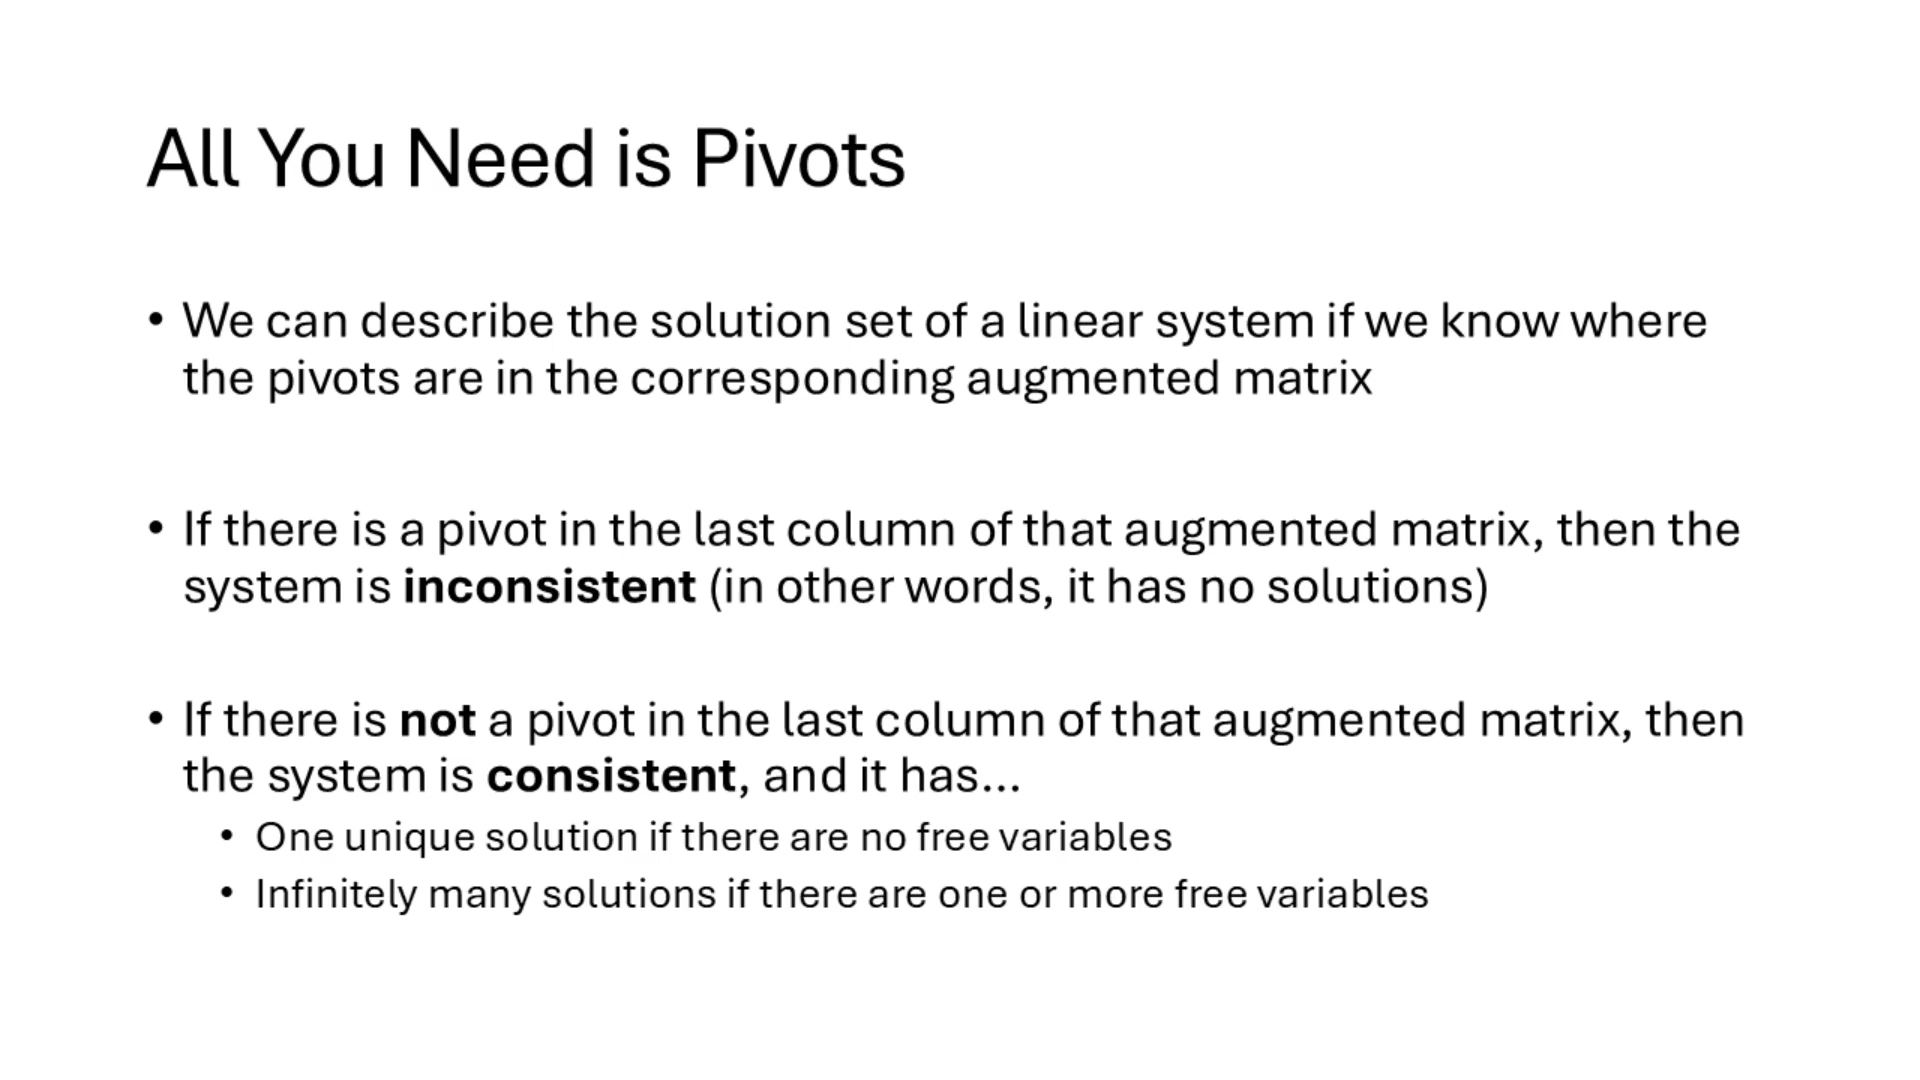 All You Need is Pivots
• We can describe the solution set of a linear system if we know where
the pivots are in the corresponding augmented matrix
• If there is a pivot in the last column of that augmented matrix, then the
system is inconsistent (in other words, it has no solutions)
• If there is not a pivot in the last column of that augmented matrix, then
the system is consistent, and it has...
• One unique solution if there are no free variables
• Infinitely many solutions if there are one or more free variables